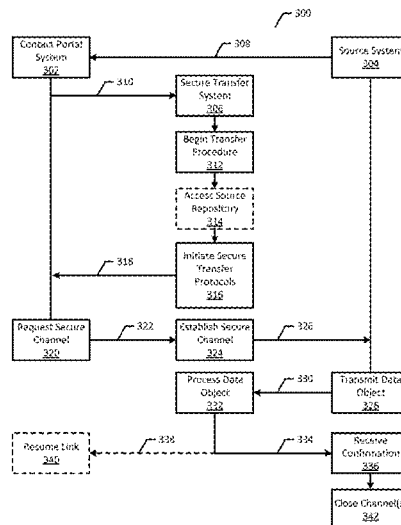 300
Content Portal
System
302
308
Source System
304
310
Secure Transfer
System
306
Begin Transfer
Procedure
312
Access Source
Repository
314
318
Initiate Secure
Transfer
Protocols
316
Request Secure
Channel
320
322
Establish Secure
Channel
324
326
Process Data
Object
332
330
Transmit Data
Object
328
Resume Link
340
338
334
Receive
Confirmation
336
Close Channel(s)
342